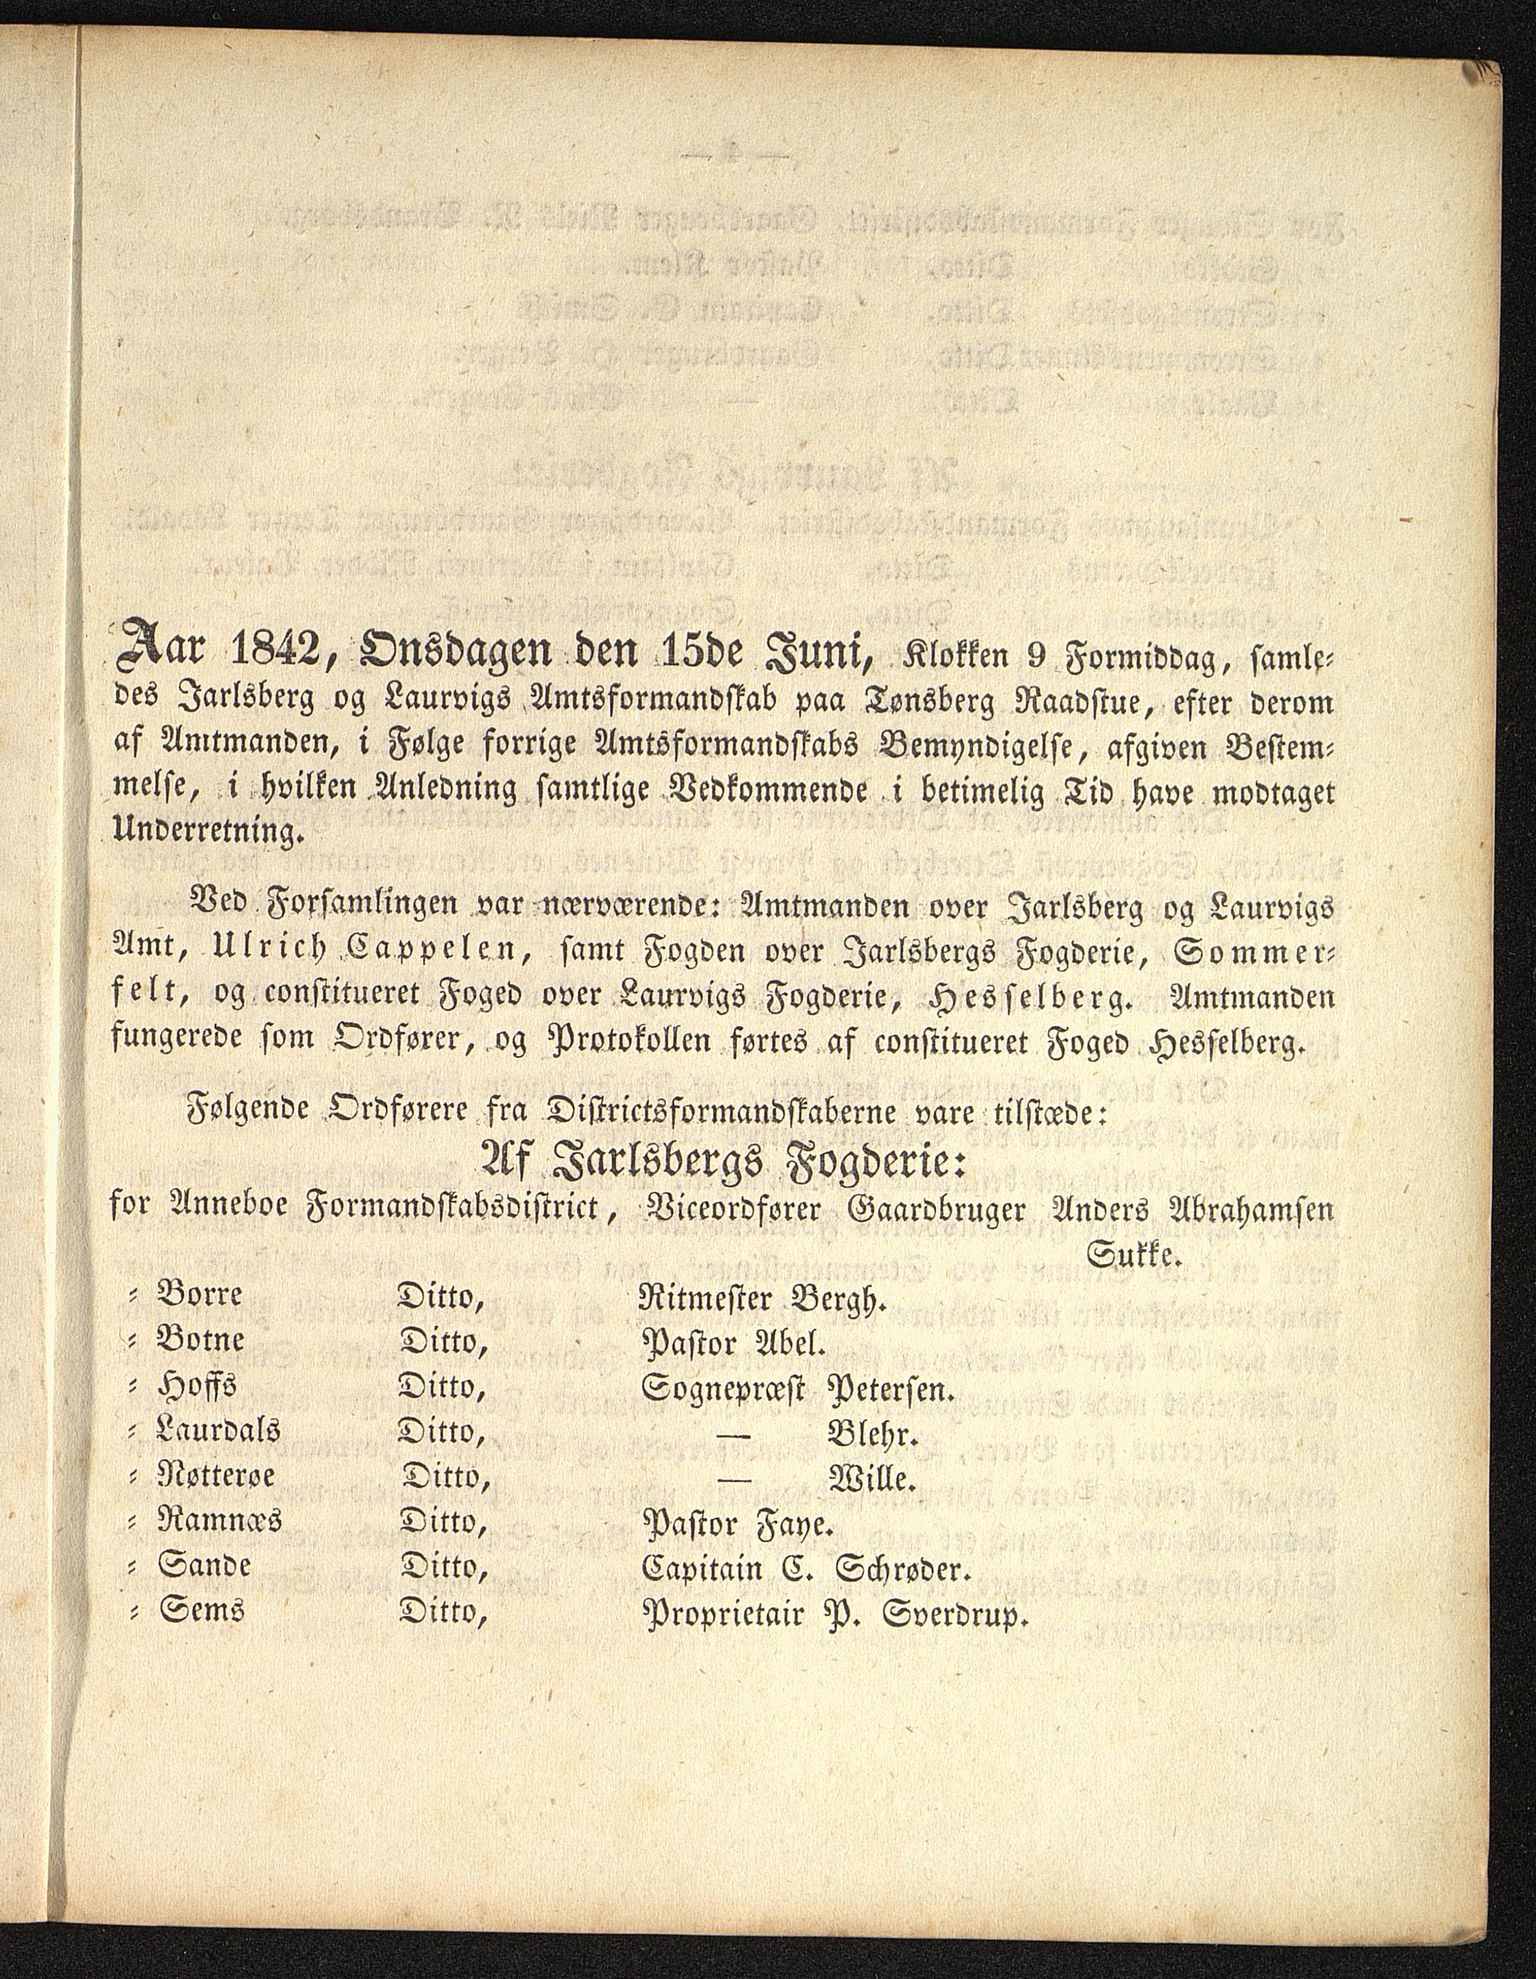 Aar 1842, Onsdagen den 15de Juni, Klokken 9 Formiddag, samle-
des Jarlsberg og Laurvigs Amtsformandskab paa Tønsberg Raadstue, efter derom
af Amtmanden, i Følge forrige Amtsformandskabs Bemyndigelse, afgiven Bestem-
melse, i hvilken Anledning samtlige Vedkommende i betimelig Tid have modtaget
Underretning.
Ved Forsamlingen var nærværende: Amtmanden over Jarlsberg og Laurvigs
Amt, Ulrich Cappelen, samt Fogden over Jarlsbergs Fogderie, Sommer-
felt, og constitueret Foged over Laurvigs Fogderie, Hesselberg. Amtmanden
fungerede som Ordfører, og Protokollen førtes af constitueret Foged Hesselberg.
Følgende Ordførere fra Districtsformandskaberne vare tilstæde:
Af Jarlsbergs Fogderie:
for Anneboe Formandskabsdistrict, Viceordfører Gaardbruger Anders Abrahamsen
Sukke.
- Borre Ditto, Ritmester Bergh.
- Botne Ditto, Pastor Abel.
- Hoffs Ditto, Sognepræst Petersen.
- Laurdals Ditto, — Blehr.
- Nøtterøe Ditto, — Wille.
- Ramnæs Ditto, Pastor Faye.
- Sande Ditto, Capitain C. Schrøder.
- Sems Ditto, Proprietair P. Sverdrup.